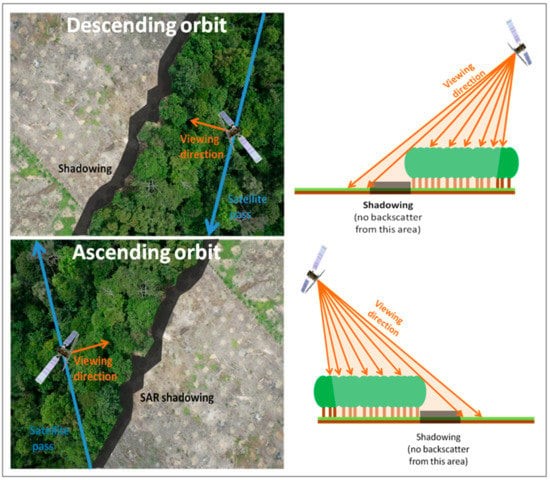 Descending orbit
Viewing
direction
Shadowing
Satellite
pass
Viewing
direction
Shadowing
(no backscatter
from this area)
Ascending orbit
Viewing
direction
SAR shadowing
Satellite
pass
Viewing
direction
Shadowing
(no backscatter
from this area)